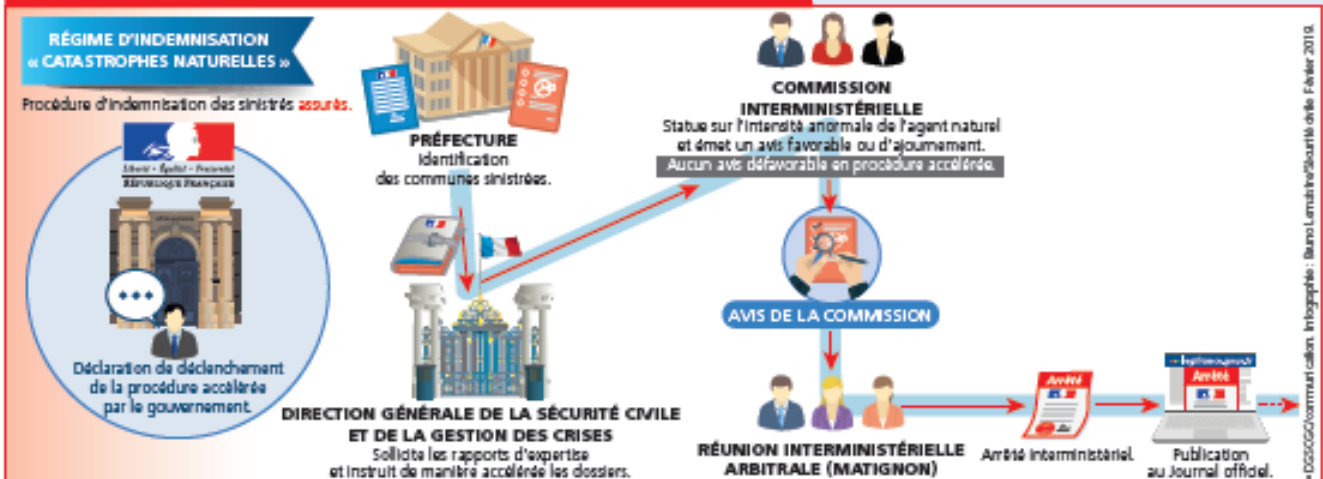 RÉGIME D'INDEMNISATION
« CATASTROPHES NATURELLES »
Procédure d'indemnisation des sinistrés assurés.
Liberté • Égalité • Fraternité
RÉPUBLIQUE FRANÇAISE
Déclaration de déclenchement
de la procédure accélérée
par le gouvernement.
PRÉFECTURE
Identification
des communes sinistrées.
DIRECTION GÉNÉRALE DE LA SÉCURITÉ CIVILE
ET DE LA GESTION DES CRISES
Sollicite les rapports d'expertise
et instruit de manière accélérée les dossiers.
COMMISSION
INTERMINISTÉRIELLE
Statue sur l'intensité anormale de l'agent naturel
et émet un avis favorable ou d'ajournement.
Aucun avis défavorable en procédure accélérée.
AVIS DE LA COMMISSION
RÉUNION INTERMINISTÉRIELLE
ARBITRALE (MATIGNON)
Arrêté
Arrêté interministériel.
Arrêté
Publication
au Journal officiel.
DGSCGC/communication. Infographie : Bruno Lemaistre/Sécurité civile Février 2019.